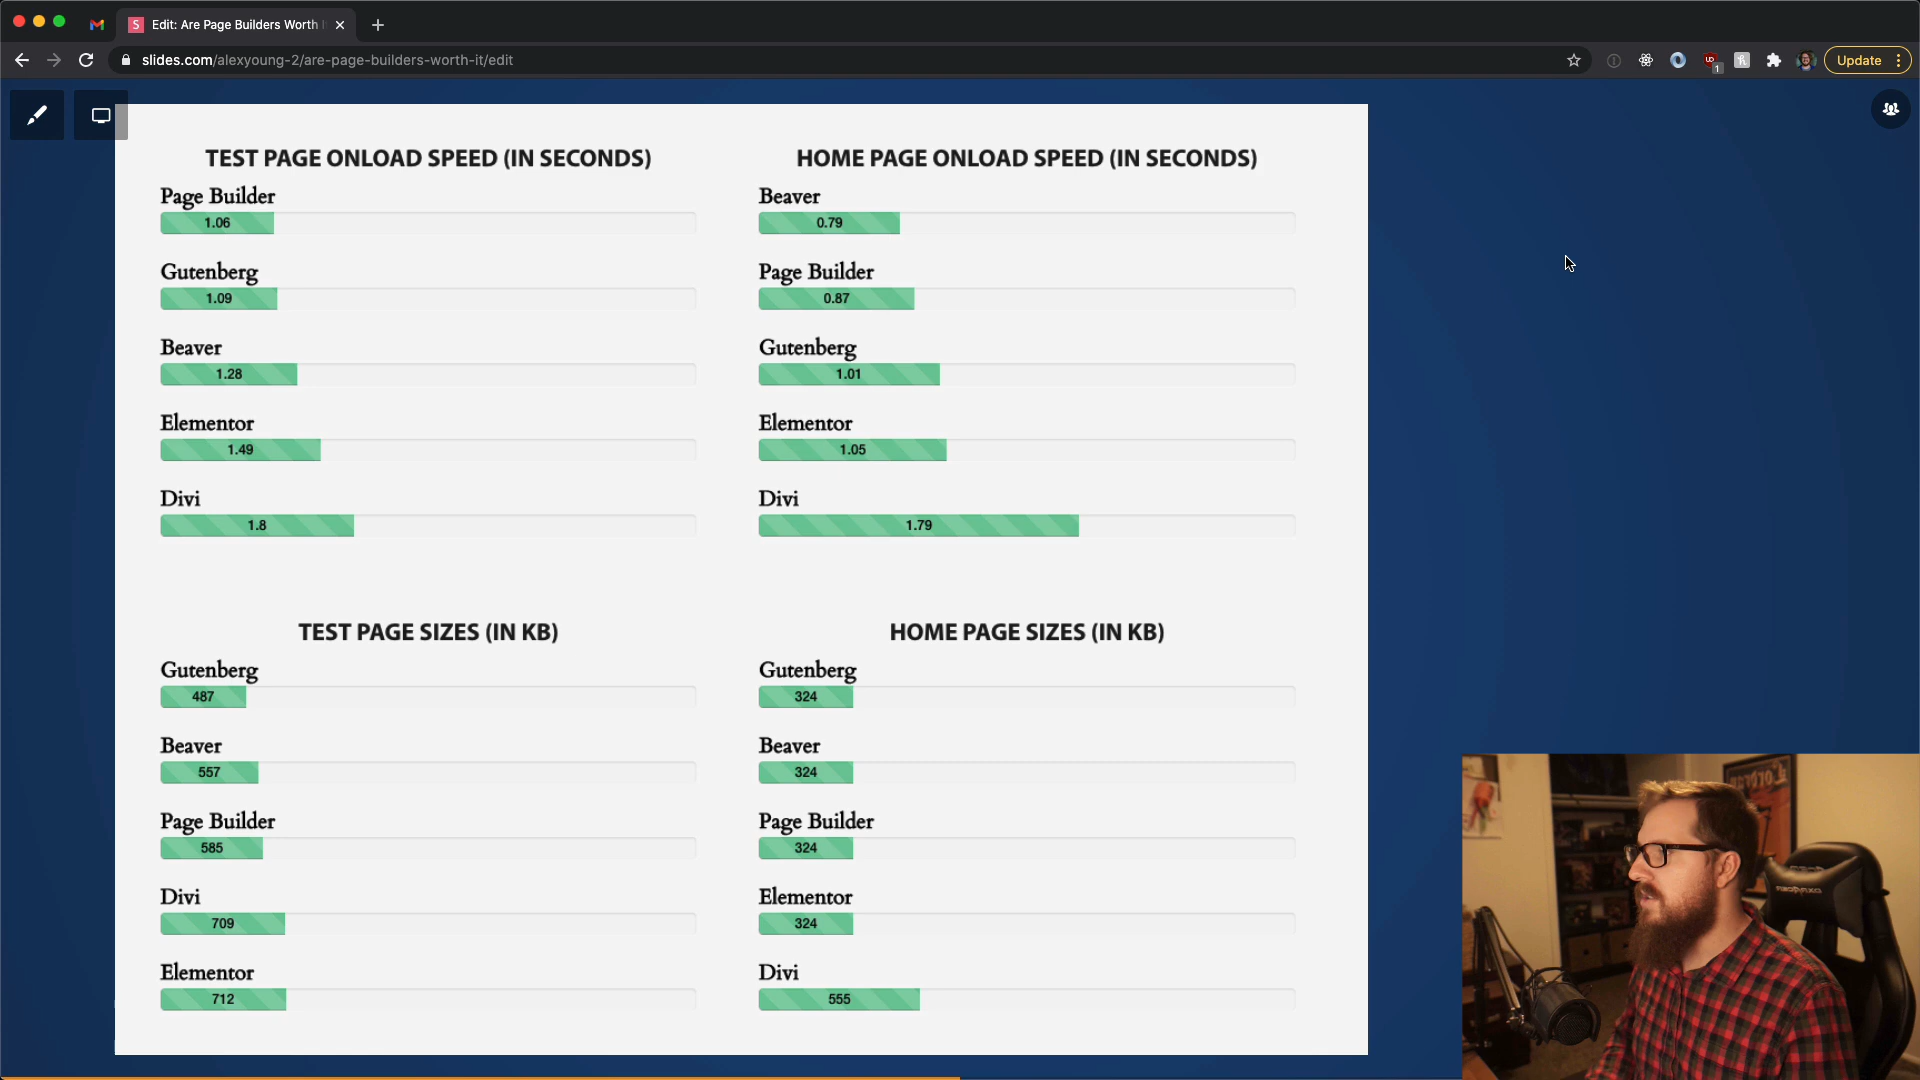 S Edit: Are Page Builders Worth I
slides.com/alexyoung-2/are-page-builders-worth-it/edit
1
Update
TEST PAGE ONLOAD SPEED (IN SECONDS)
Page Builder
1.06
Gutenberg
1.09
Beaver
1.28
Elementor
1.49
Divi
1.8
HOME PAGE ONLOAD SPEED (IN SECONDS)
Beaver
0.79
Page Builder
0.87
Gutenberg
1.01
Elementor
1.05
Divi
1.79
TEST PAGE SIZES (IN KB)
Gutenberg
487
Beaver
557
Page Builder
585
Divi
709
Elementor
712
HOME PAGE SIZES (IN KB)
Gutenberg
324
Beaver
324
Page Builder
324
Elementor
324
Divi
555